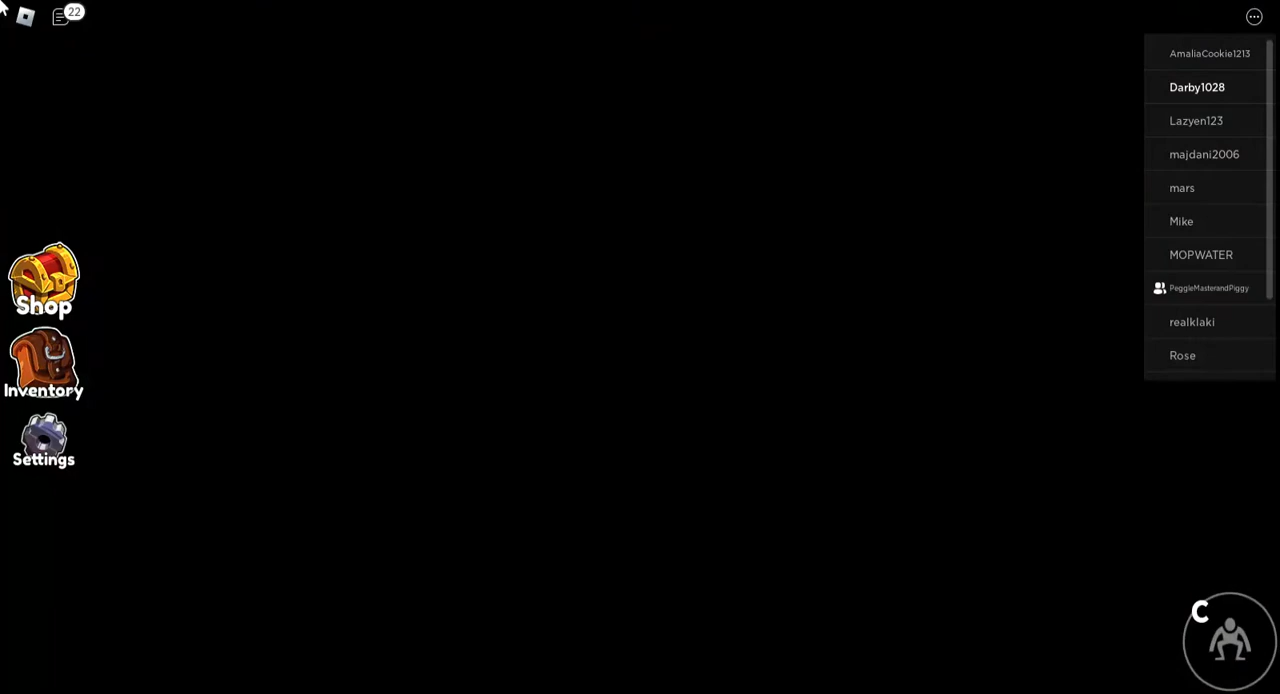 22
AmaliaCookie1213
Darby1028
Lazyen123
majdani2006
mars
Mike
MOPWATER
PeggleMasterandPiggy
realklaki
Rose
Shop
Inventory
Settings
C